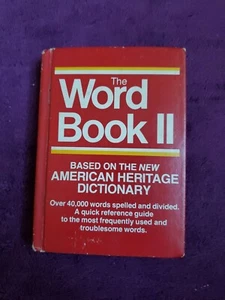 The
Word
Book II
BASED ON THE NEW
AMERICAN HERITAGE
DICTIONARY
Over 40,000 words spelled and divided.
A quick reference guide
to the most frequently used and
troublesome words.